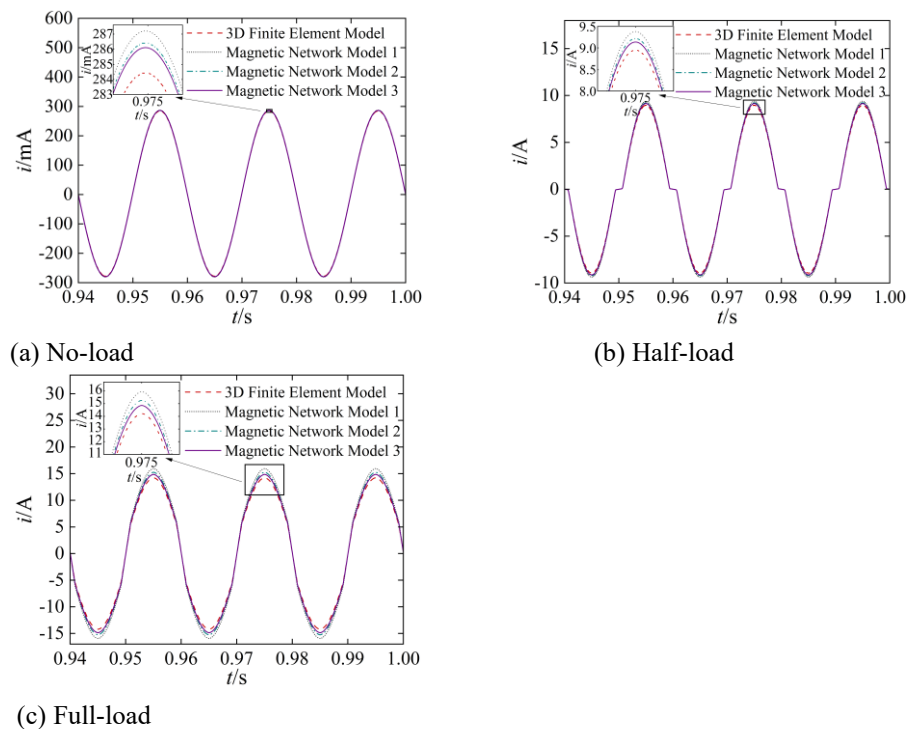 600
500
400
300
200
100
0
-100
-200
-300
i/mA
287
286
285
284
283
i/mA
0.975
t/s
3D Finite Element Model
Magnetic Network Model 1
Magnetic Network Model 2
Magnetic Network Model 3
0.94 0.95 0.96 0.97 0.98 0.99 1.00
t/s
(a) No-load
15
10
5
0
-5
-10
i/A
9.5
9.0
8.5
8.0
i/A
0.975
t/s
3D Finite Element Model
Magnetic Network Model 1
Magnetic Network Model 2
Magnetic Network Model 3
0.94 0.95 0.96 0.97 0.98 0.99 1.00
t/s
(b) Half-load
30
25
20
15
10
5
0
-5
-10
-15
i/A
16
15
14
13
12
11
i/A
0.975
t/s
3D Finite Element Model
Magnetic Network Model 1
Magnetic Network Model 2
Magnetic Network Model 3
0.94 0.95 0.96 0.97 0.98 0.99 1.00
t/s
(c) Full-load